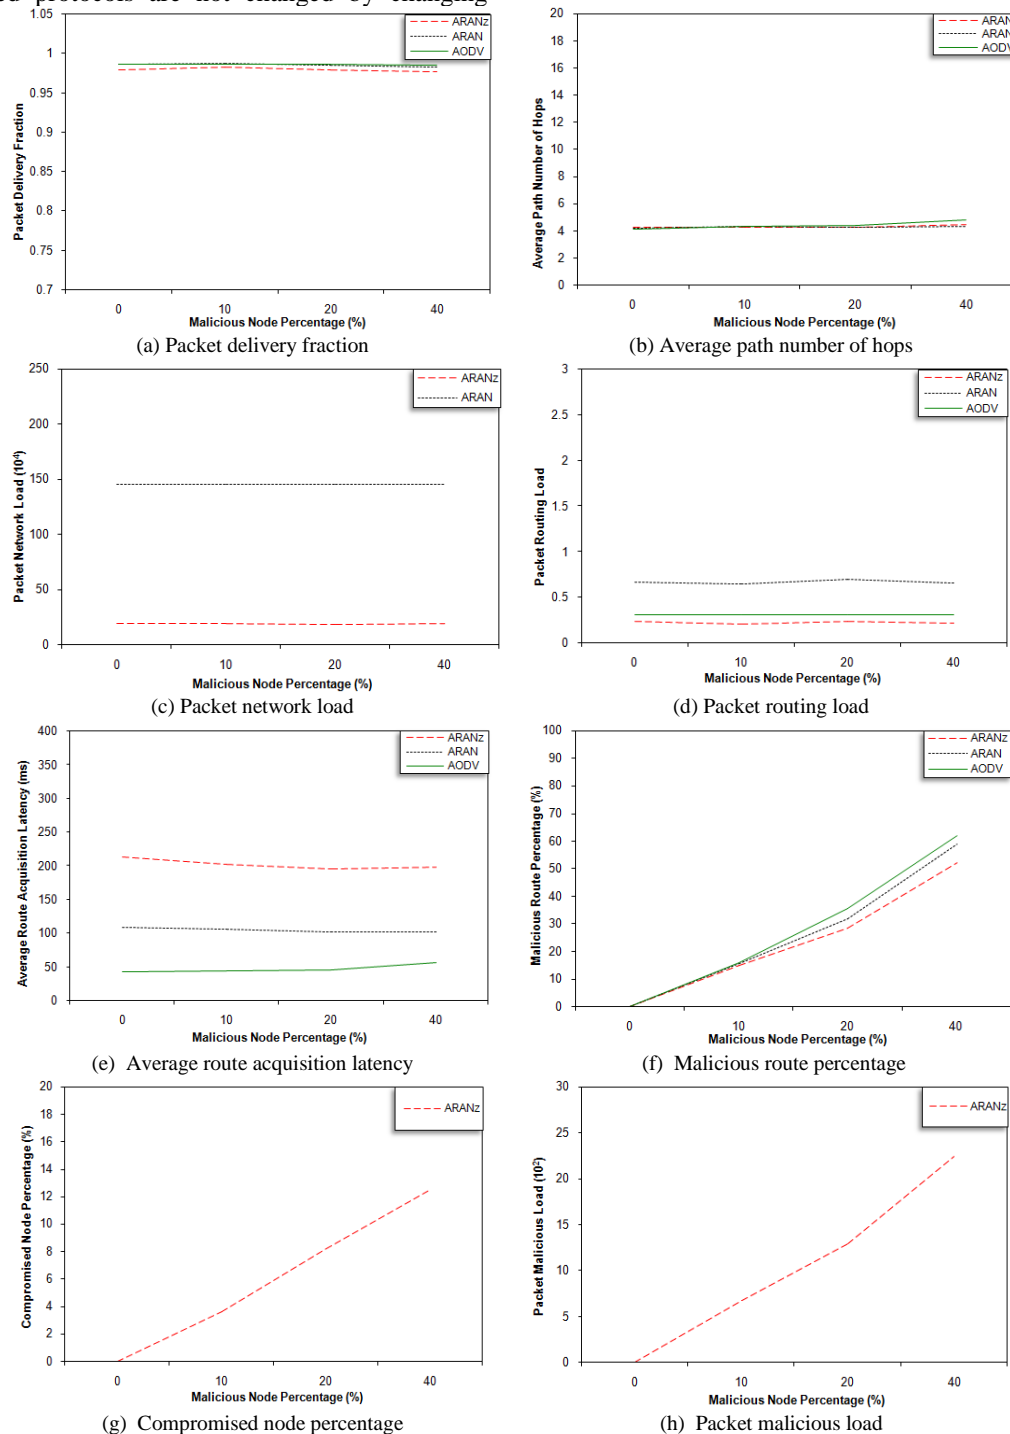 ed protocols are not changed by changing
1.05
1
0.95
0.9
0.85
0.8
0.75
0.7
Packet Delivery Fraction
ARANz
ARAN
AODV
0 10 20 40
Malicious Node Percentage (%)
(a) Packet delivery fraction
20
18
16
14
12
10
8
6
4
2
0
Average Path Number of Hops
ARAN
ARAN
AODV
0 10 20 40
Malicious Node Percentage (%)
(b) Average path number of hops
250
200
150
100
50
0
Packet Network Load (10⁴)
ARANz
ARAN
0 10 20 40
Malicious Node Percentage (%)
(c) Packet network load
3
2.5
2
1.5
1
0.5
0
Packet Routing Load
ARANz
ARAN
AODV
0 10 20 40
Malicious Node Percentage (%)
(d) Packet routing load
400
350
300
250
200
150
100
50
0
Average Route Acquisition Latency (ms)
ARANz
ARAN
AODV
0 10 20 40
Malicious Node Percentage (%)
(e) Average route acquisition latency
100
90
80
70
60
50
40
30
20
10
0
Malicious Route Percentage (%)
ARANz
ARAN
AODV
0 10 20 40
Malicious Node Percentage (%)
(f) Malicious route percentage
20
18
16
14
12
10
8
6
4
2
0
Compromised Node Percentage (%)
ARANz
0 10 20 40
Malicious Node Percentage (%)
(g) Compromised node percentage
30
25
20
15
10
5
0
Packet Malicious Load (10²)
ARANz
0 10 20 40
Malicious Node Percentage (%)
(h) Packet malicious load